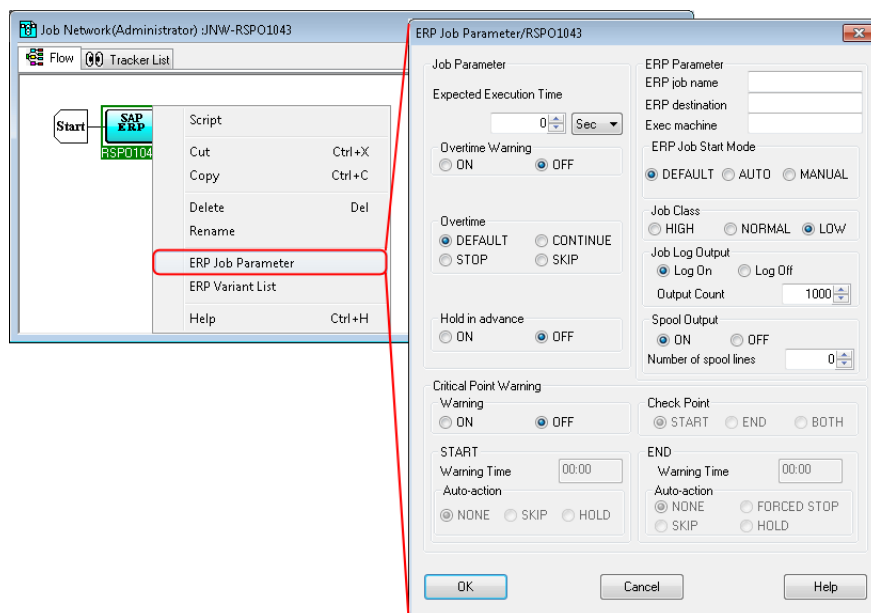 Job Network(Administrator) :JNW-RSPO1043
Flow Tracker List
Start
SAP
ERP
RSPO104
Script
Cut Ctrl+X
Copy Ctrl+C
Delete Del
Rename
ERP Job Parameter
ERP Variant List
Help Ctrl+H
ERP Job Parameter/RSPO1043
Job Parameter
Expected Execution Time
0 Sec
Overtime Warning
ON OFF
Overtime
DEFAULT CONTINUE
STOP SKIP
Hold in advance
ON OFF
ERP Parameter
ERP job name
ERP destination
Exec machine
ERP Job Start Mode
DEFAULT AUTO MANUAL
Job Class
HIGH NORMAL LOW
Job Log Output
Log On Log Off
Output Count 1000
Spool Output
ON OFF
Number of spool lines 0
Critical Point Warning
Warning
ON OFF
Check Point
START END BOTH
START
Warning Time 00:00
Auto-action
NONE SKIP HOLD
END
Warning Time 00:00
Auto-action
NONE FORCED STOP
SKIP HOLD
OK Cancel Help